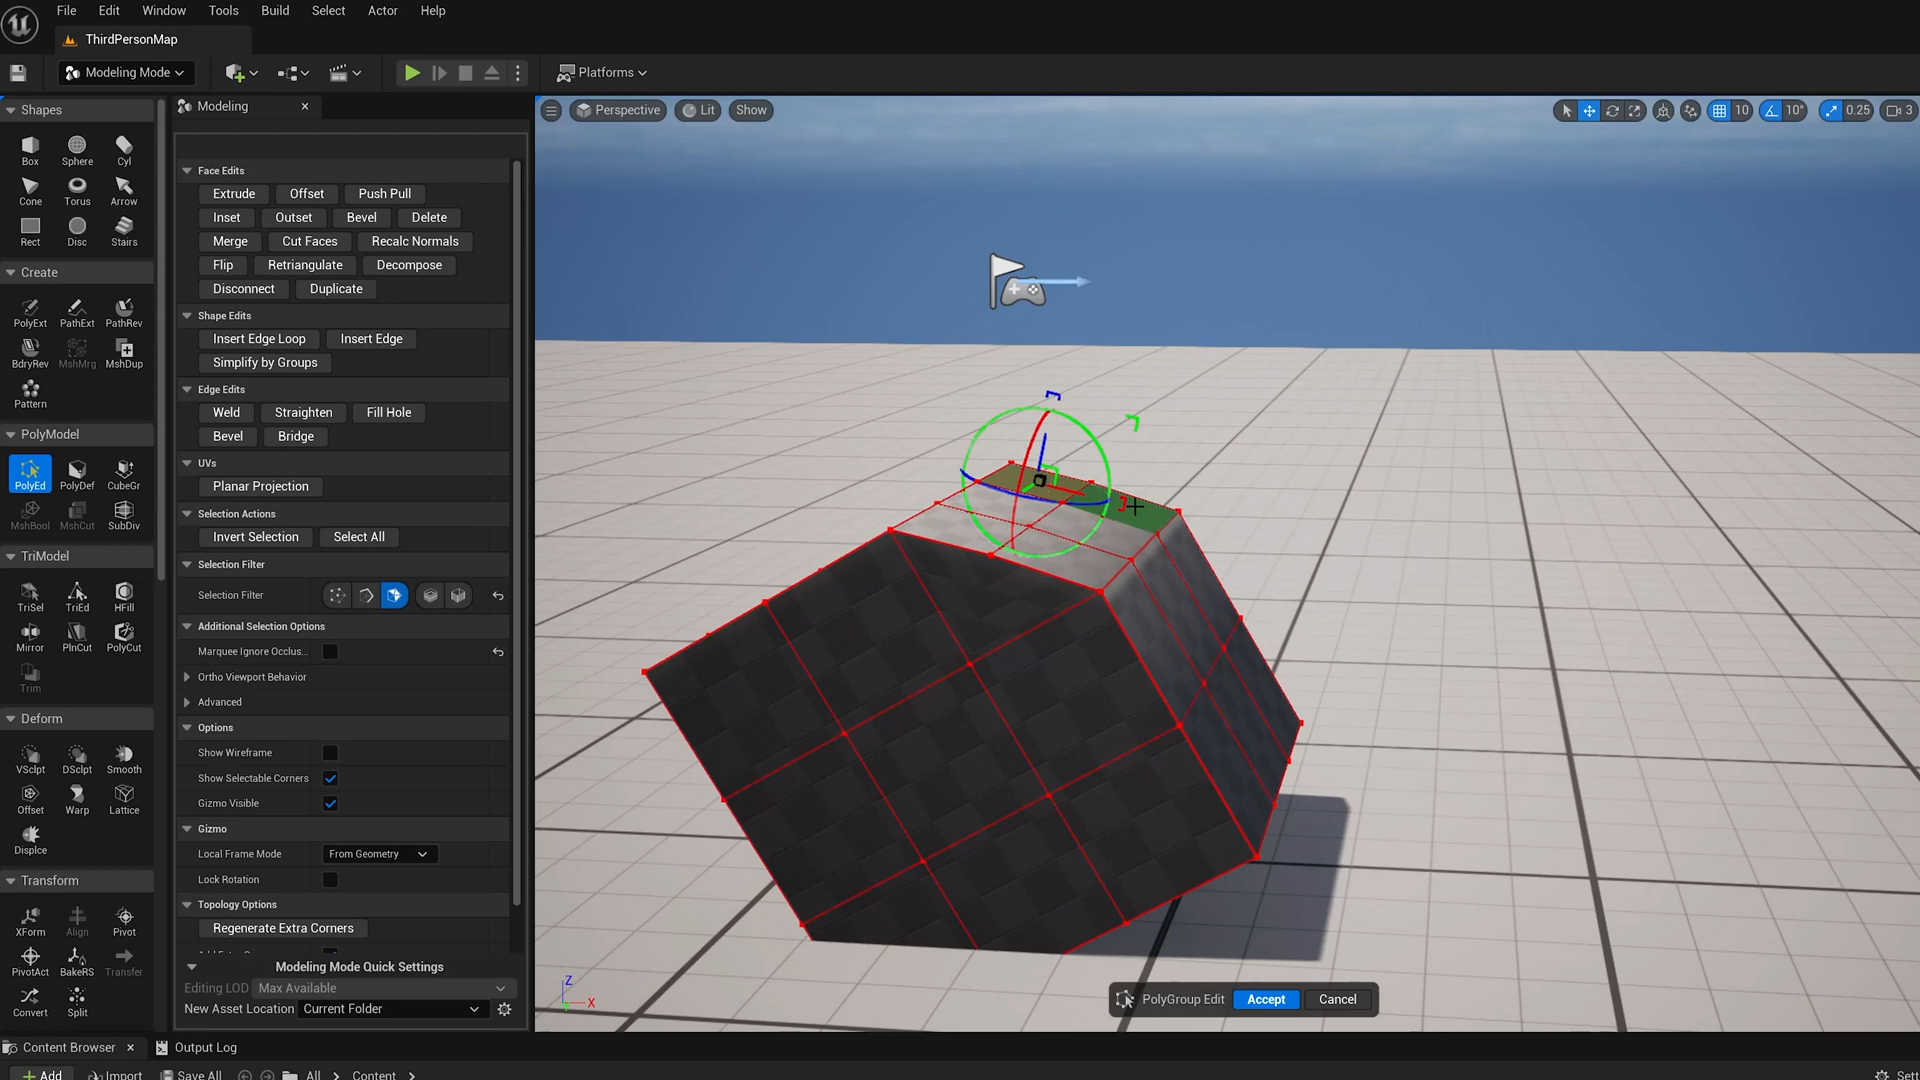 File Edit Window Tools Build Select Actor Help
ThirdPersonMap
Modeling Mode Platforms
Shapes
Box Sphere Cyl
Cone Torus Arrow
Rect Disc Stairs
Create
PolyExt PathExt PathRev
BdryRev MshMrg MshDup
Pattern
PolyModel
PolyEd PolyDef CubeGr
MshBool MshCut SubDiv
TriModel
TriSel TriEd HFill
Mirror PlnCut PolyCut
Trim
Deform
VSclpt DSclpt Smooth
Offset Warp Lattice
Displce
Transform
XForm Align Pivot
PivotAct BakeRS Transfer
Convert Split
Modeling
Face Edits
Extrude Offset Push Pull
Inset Outset Bevel Delete
Merge Cut Faces Recalc Normals
Flip Retriangulate Decompose
Disconnect Duplicate
Shape Edits
Insert Edge Loop Insert Edge
Simplify by Groups
Edge Edits
Weld Straighten Fill Hole
Bevel Bridge
UVs
Planar Projection
Selection Actions
Invert Selection Select All
Selection Filter
Selection Filter
Additional Selection Options
Marquee Ignore Occlus...
Ortho Viewport Behavior
Advanced
Options
Show Wireframe
Show Selectable Corners
Gizmo Visible
Gizmo
Local Frame Mode From Geometry
Lock Rotation
Topology Options
Regenerate Extra Corners
Modeling Mode Quick Settings
Editing LOD Max Available
New Asset Location Current Folder
Perspective Lit Show
10 10° 0.25 3
Z
X
PolyGroup Edit Accept Cancel
Content Browser Output Log
Add Import Save All All Content Sett